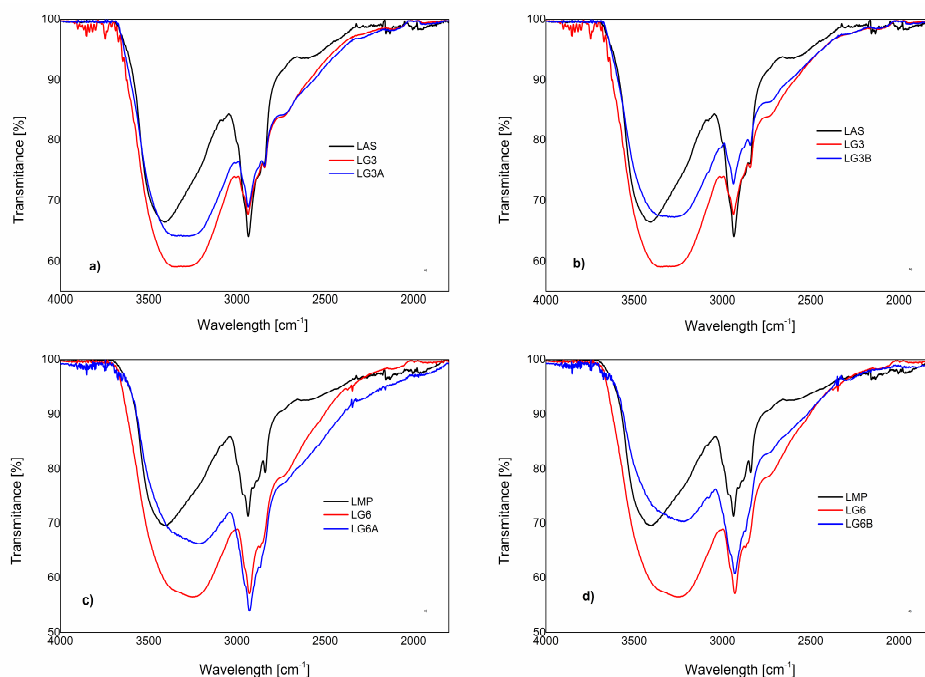 100
90
80
70
60
Transmitance [%]
LAS
LG3
LG3A
a)
4000
3500
3000
2500
2000
Wavelength [cm-1]
100
90
80
70
60
Transmitance [%]
LAS
LG3
LG3B
b)
4000
3500
3000
2500
2000
Wavelength [cm-1]
100
90
80
70
60
50
Transmitance [%]
LMP
LG6
LG6A
c)
4000
3500
3000
2500
2000
Wavelength [cm-1]
100
90
80
70
60
50
Transmitance [%]
LMP
LG6
LG6B
d)
4000
3500
3000
2500
2000
Wavelength [cm-1]